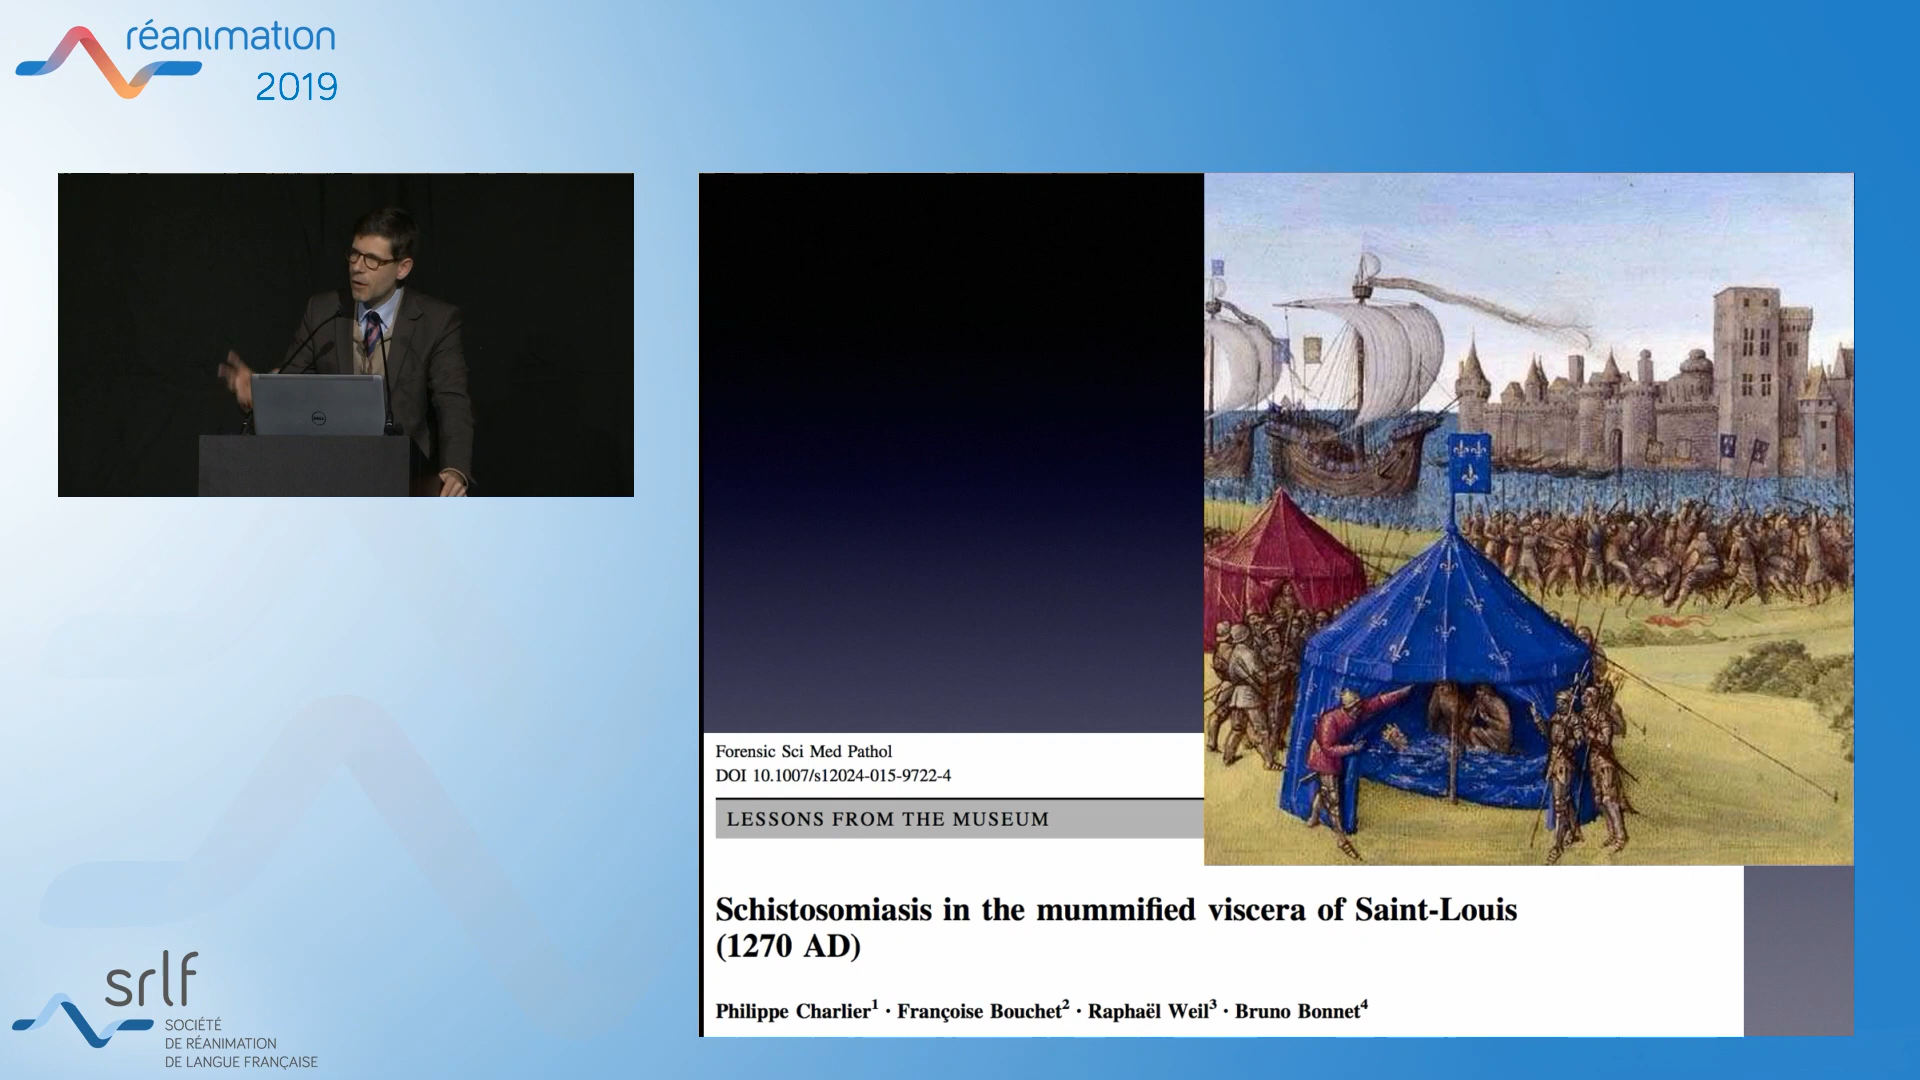 réanimation
2019
Forensic Sci Med Pathol
DOI 10.1007/s12024-015-9722-4
LESSONS FROM THE MUSEUM
Schistosomiasis in the mummified viscera of Saint-Louis
(1270 AD)
Philippe Charlier1 · Françoise Bouchet2 · Raphaël Weil3 · Bruno Bonnet4
srlf
SOCIÉTÉ
DE RÉANIMATION
DE LANGUE FRANÇAISE
DELL